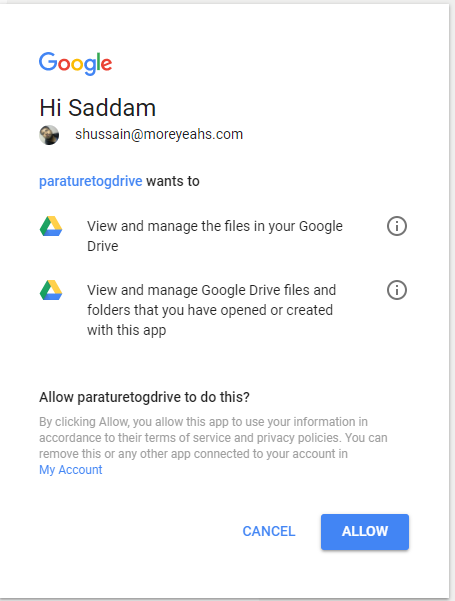 Google
Hi Saddam
shussain@moreyeahs.com
paraturetogdrive wants to
View and manage the files in your Google
Drive
View and manage Google Drive files and
folders that you have opened or created
with this app
Allow paraturetogdrive to do this?
By clicking Allow, you allow this app to use your information in
accordance to their terms of service and privacy policies. You can
remove this or any other app connected to your account in
My Account
CANCEL ALLOW